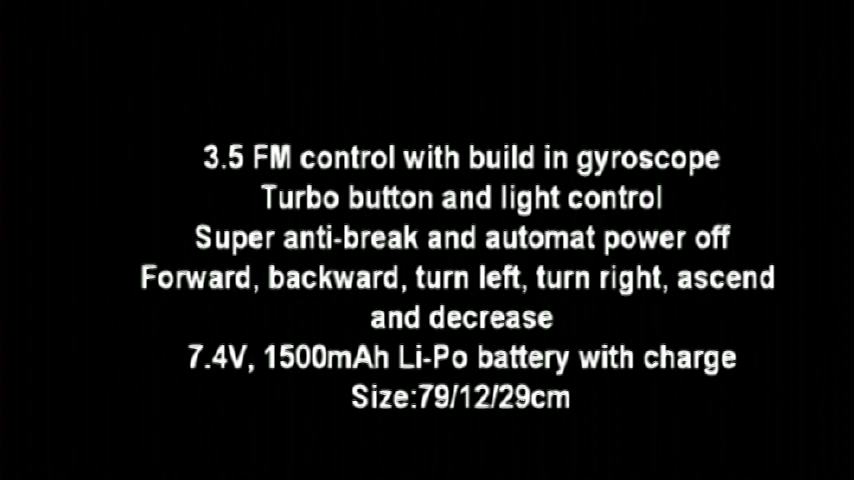 3.5 FM control with build in gyroscope
Turbo button and light control
Super anti-break and automat power off
Forward, backward, turn left, turn right, ascend
and decrease
7.4V, 1500mAh Li-Po battery with charge
Size:79/12/29cm